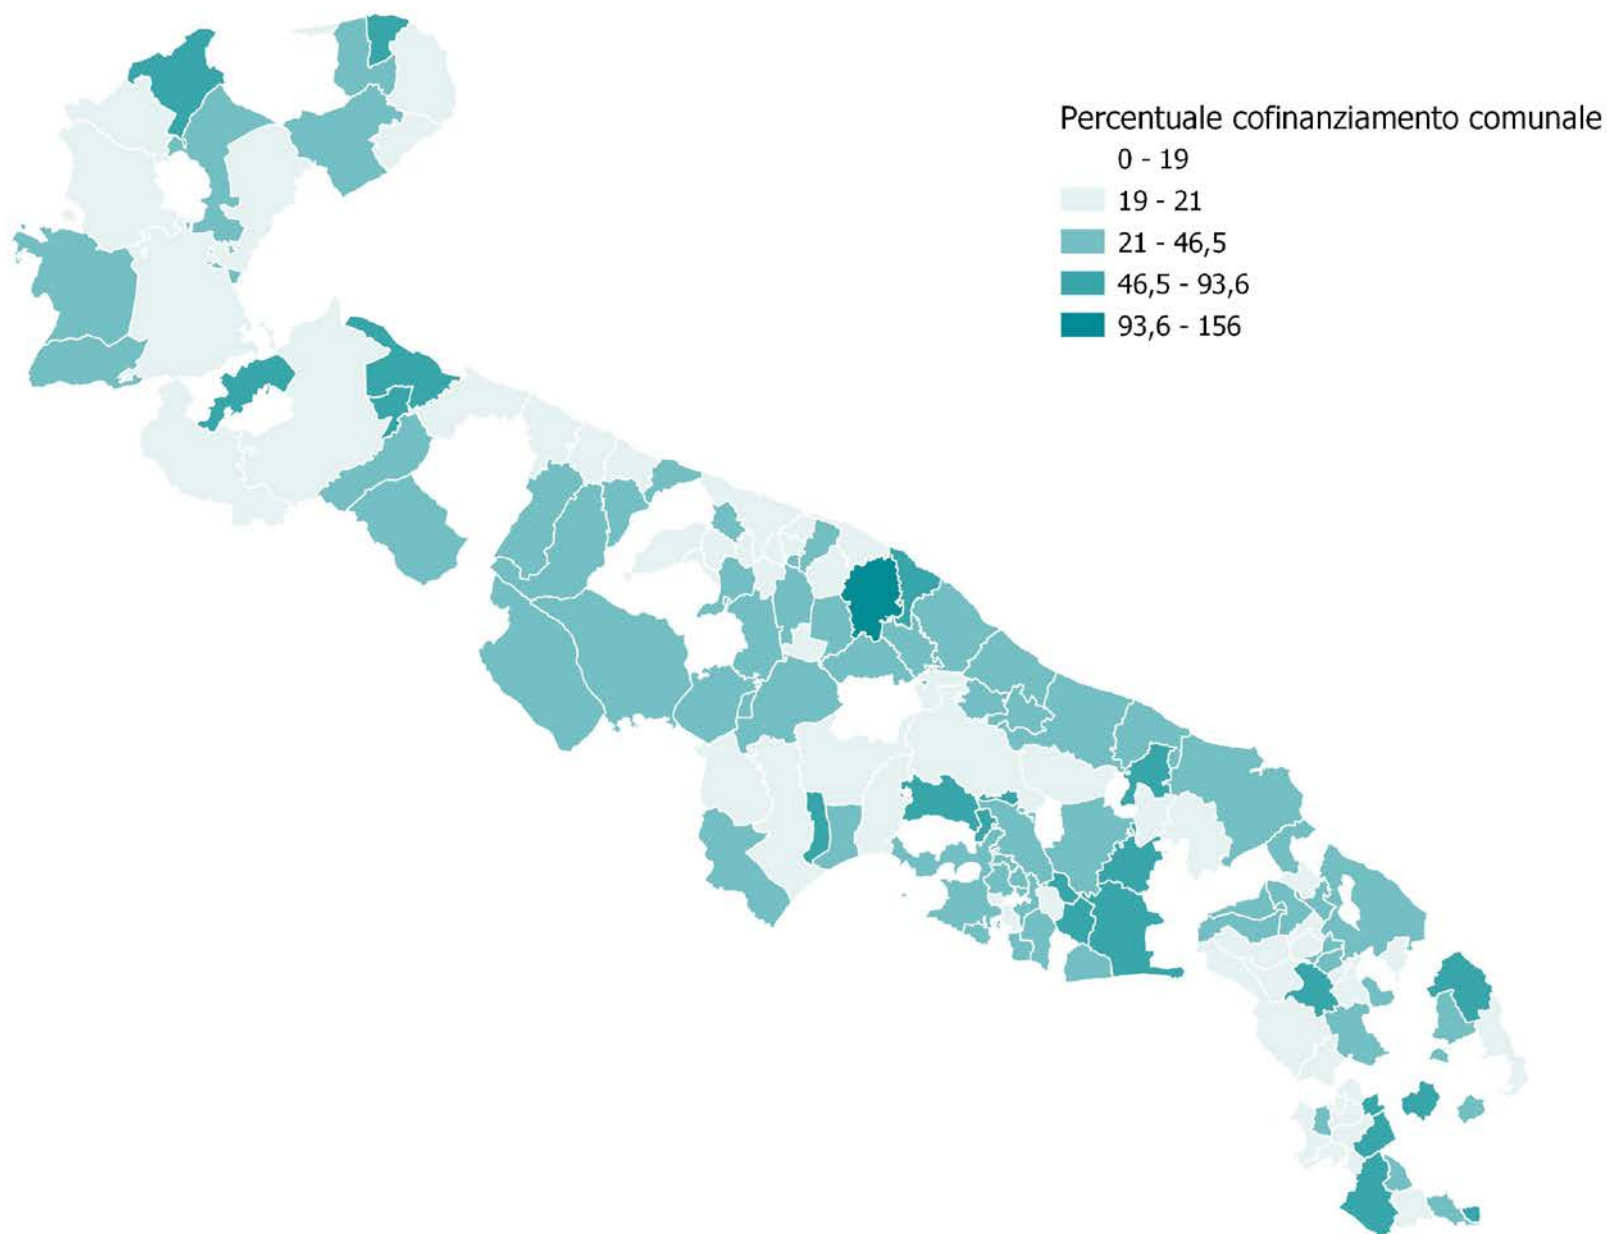 Percentuale cofinanziamento comunale
0 - 19
19 - 21
21 - 46,5
46,5 - 93,6
93,6 - 156